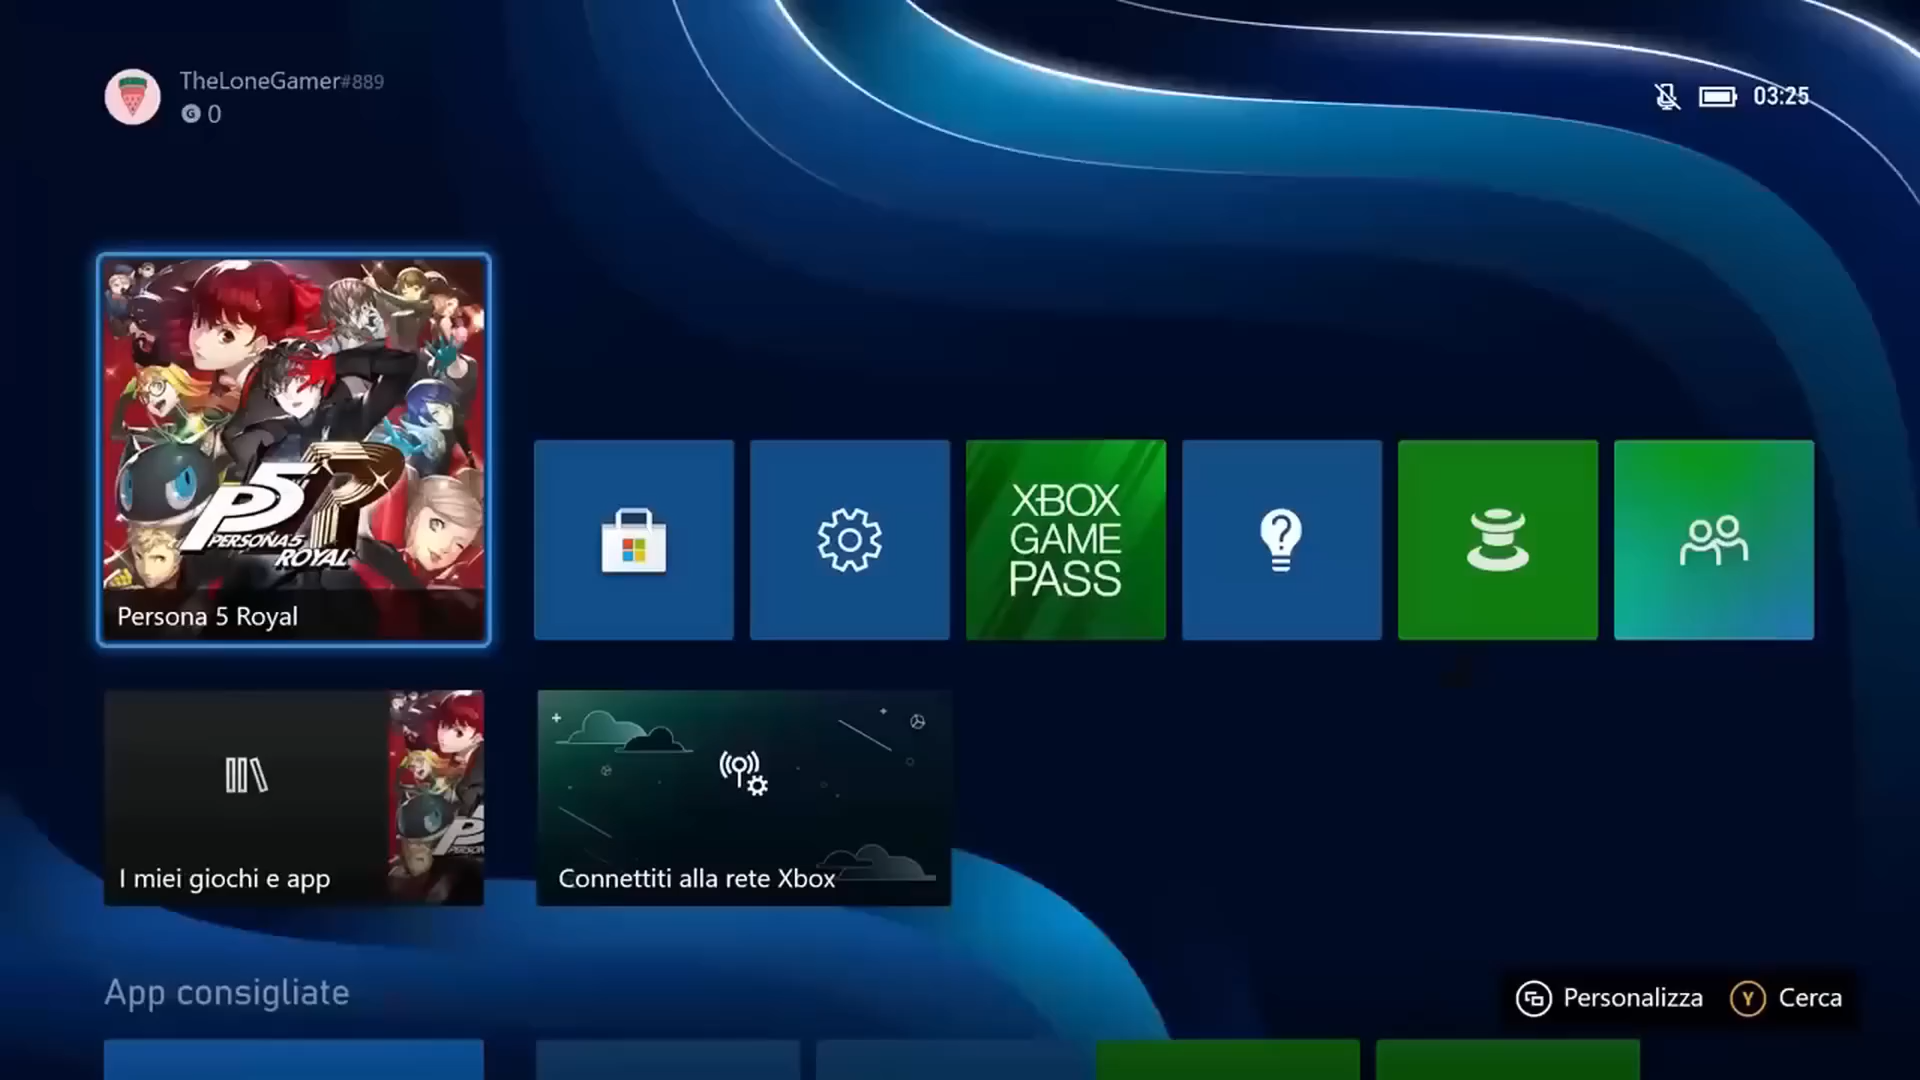 TheLoneGamer#889
G 0
03:25
P5R
PERSONA5
ROYAL
Persona 5 Royal
XBOX
GAME
PASS
I miei giochi e app
Connettiti alla rete Xbox
App consigliate
Personalizza
Y Cerca